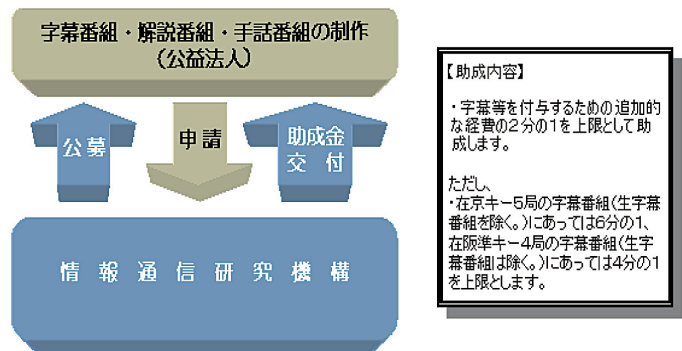 字幕番組・解説番組・手話番組の制作
（公益法人）
公募
申請
助成金
交　付
情 報 通 信 研 究 機 構
【助成内容】
・字幕等を付与するための追加的
な経費の2分の1を上限として助
成します。
ただし、
・在京キー5局の字幕番組(生字幕
番組を除く。)にあっては6分の1、
在阪準キー4局の字幕番組(生字
幕番組は除く。)にあっては4分の1
を上限とします。